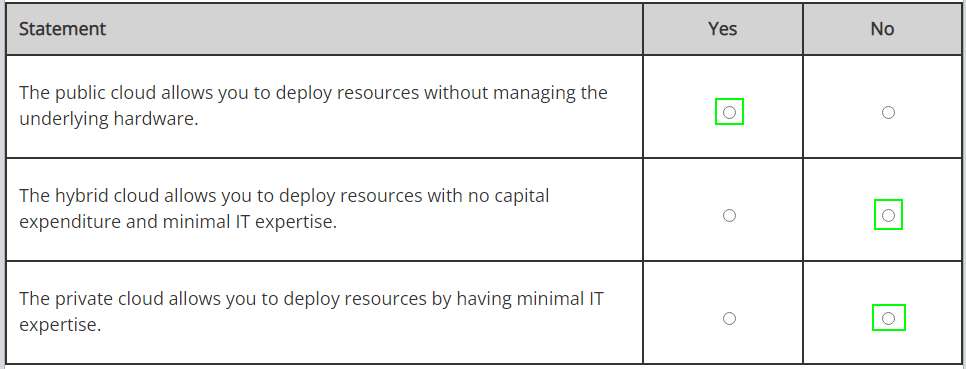 Statement Yes No
The public cloud allows you to deploy resources without managing the
underlying hardware.
The hybrid cloud allows you to deploy resources with no capital
expenditure and minimal IT expertise.
The private cloud allows you to deploy resources by having minimal IT
expertise.